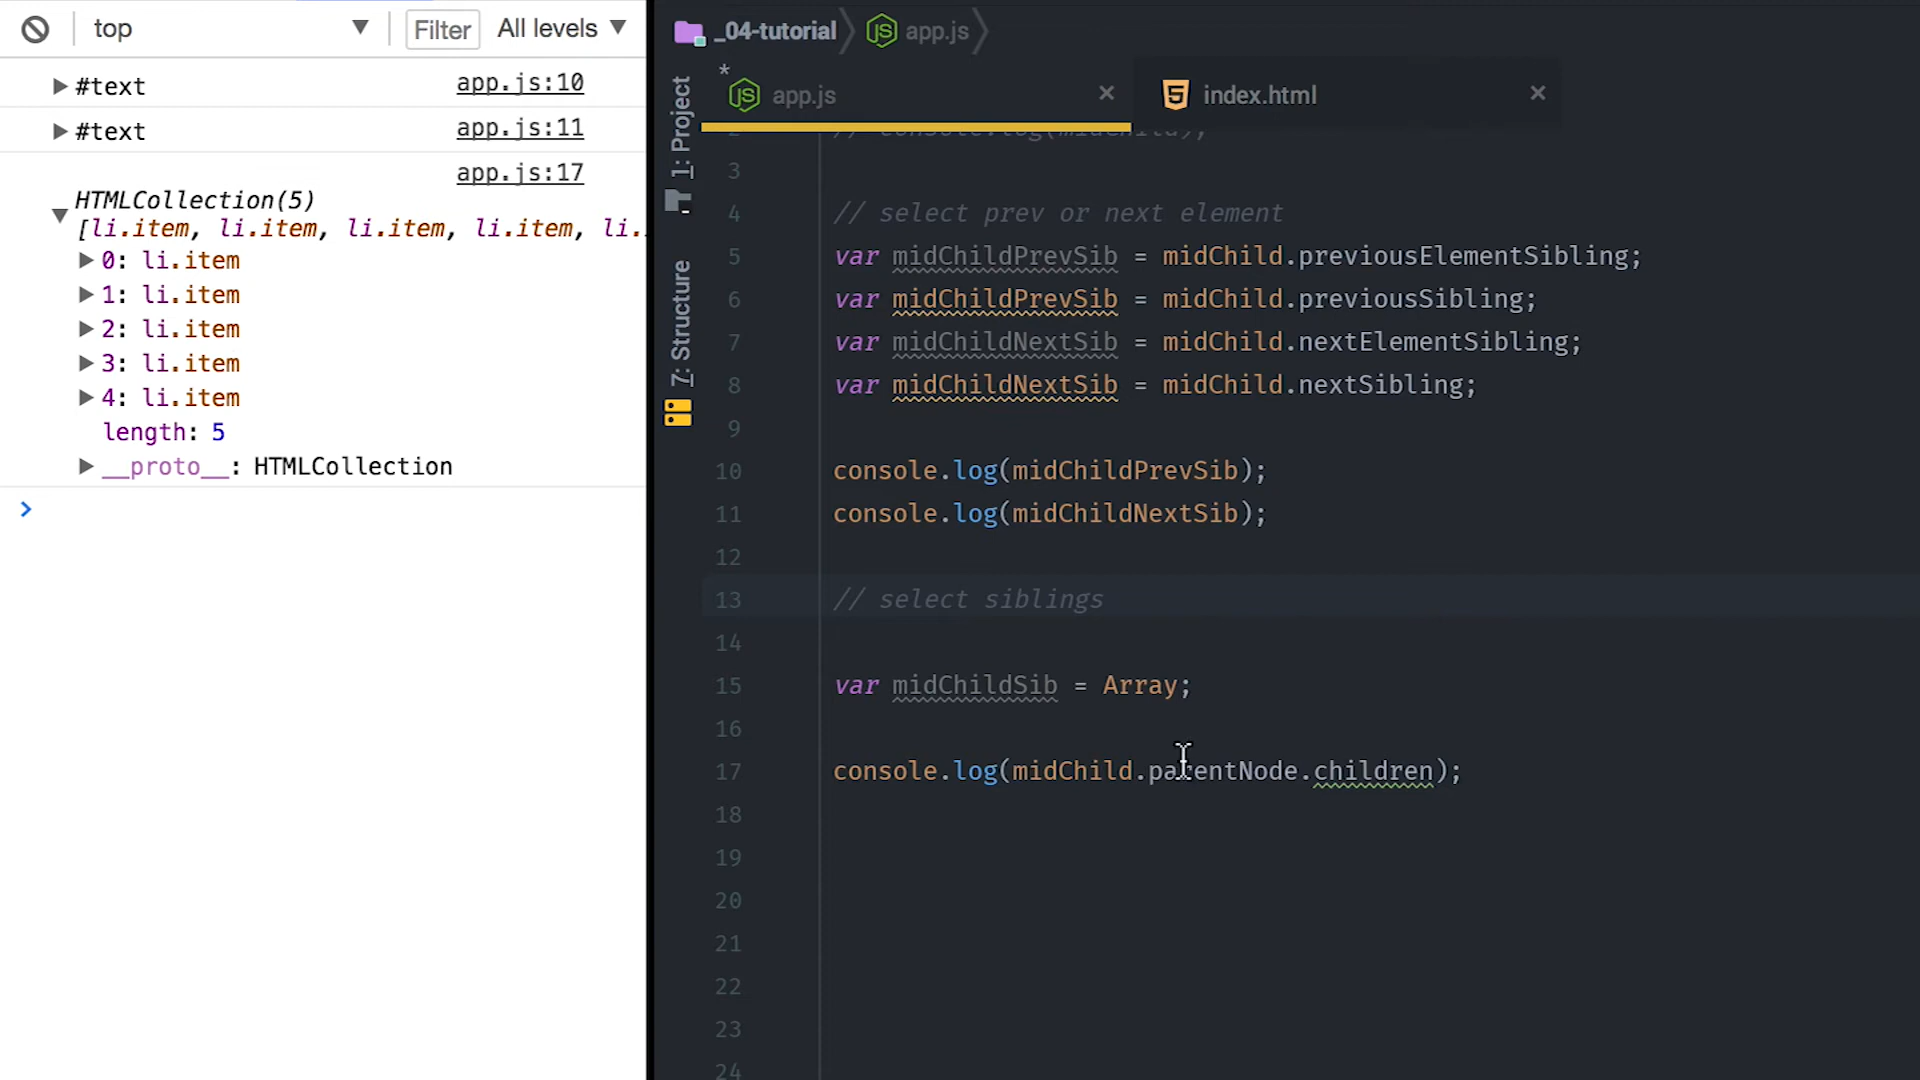 top
Filter
All levels
#text app.js:10
#text app.js:11
app.js:17
HTMLCollection(5)
[li.item, li.item, li.item, li.item, li.
0: li.item
1: li.item
2: li.item
3: li.item
4: li.item
length: 5
__proto__: HTMLCollection
_04-tutorial
app.js
1: Project
7: Structure
*
app.js
index.html
2 // console.log(midChild);
3
4 // select prev or next element
5 var midChildPrevSib = midChild.previousElementSibling;
6 var midChildPrevSib = midChild.previousSibling;
7 var midChildNextSib = midChild.nextElementSibling;
8 var midChildNextSib = midChild.nextSibling;
9
10 console.log(midChildPrevSib);
11 console.log(midChildNextSib);
12
13 // select siblings
14
15 var midChildSib = Array;
16
17 console.log(midChild.parentNode.children);
18
19
20
21
22
23
24